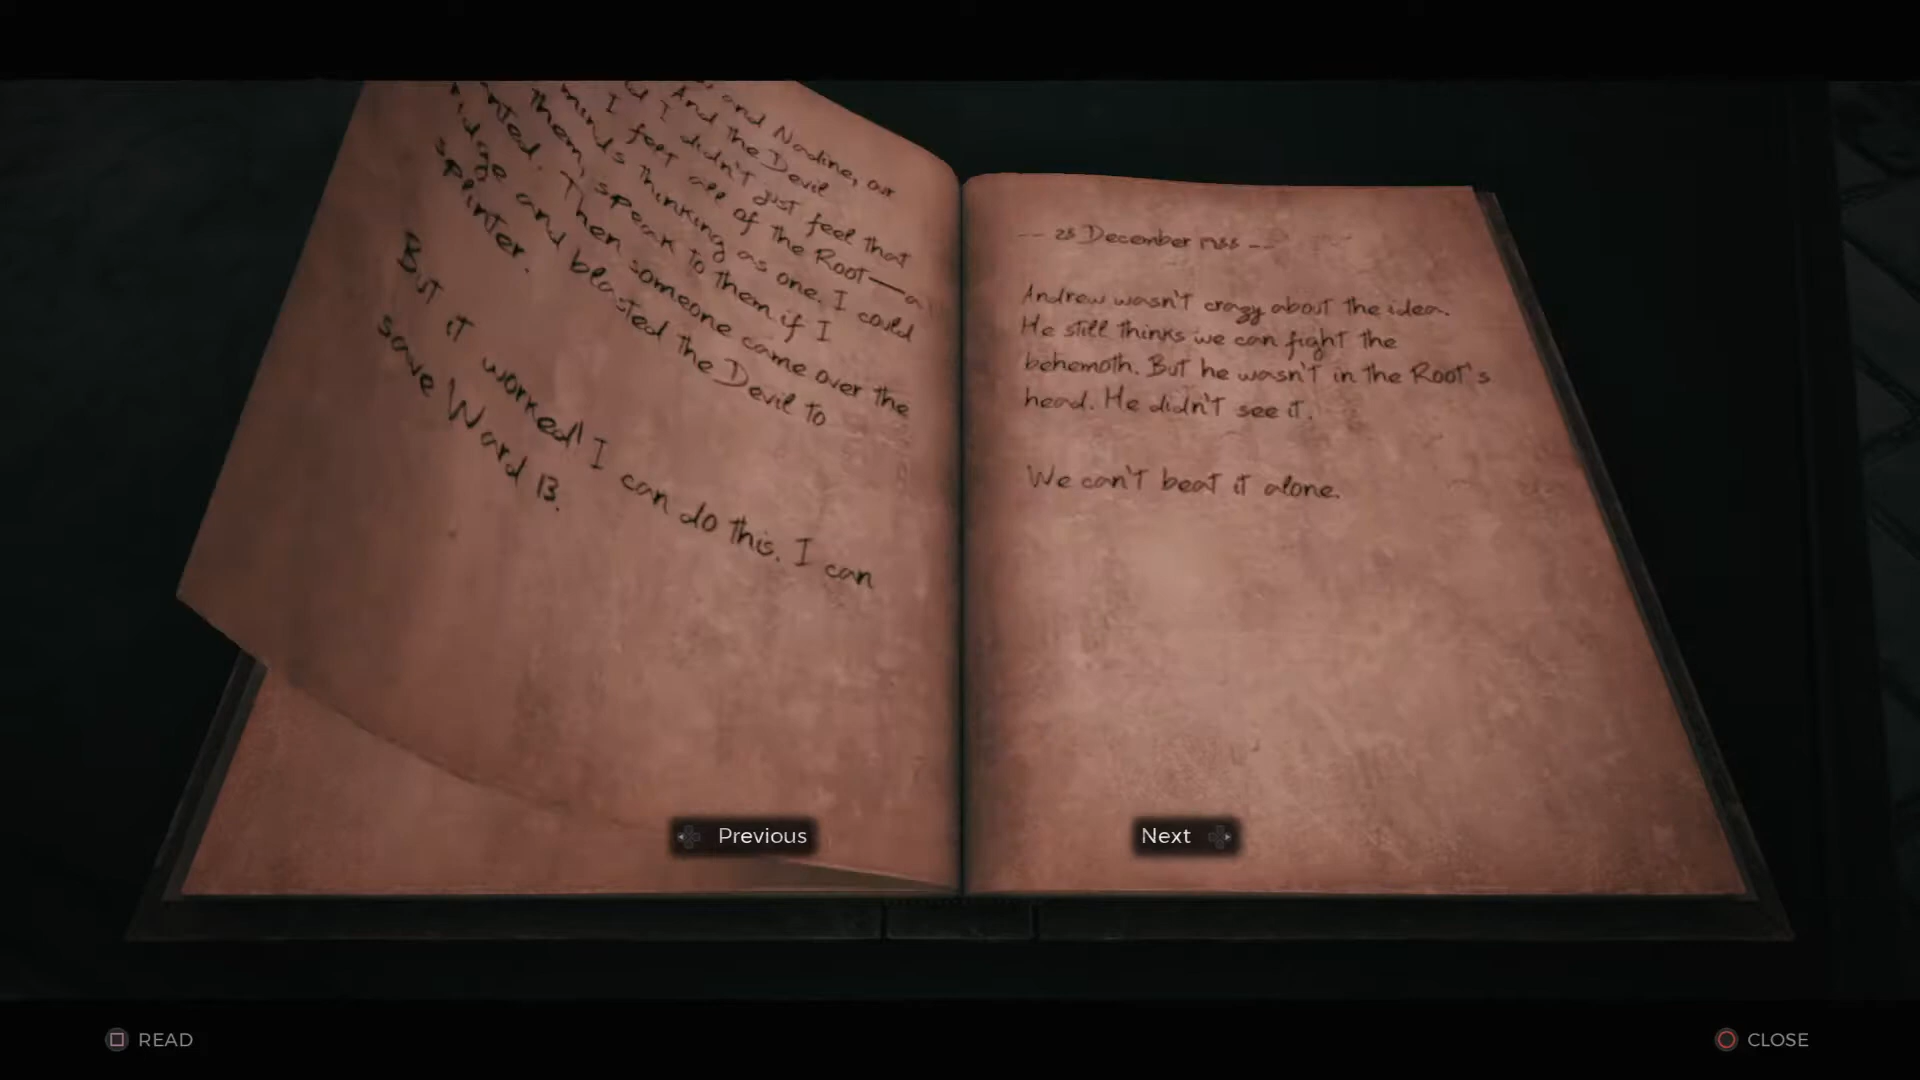 and Nadine, our
And the Devil
I didn't just feel that
I felt all of the Root—a
minds thinking as one. I could
them, speak to them if I
Then someone came over the
and blasted the Devil to
splinter.
But it worked! I can do this. I can
save Ward 13.
-- 28 December 1988 --
Andrew wasn't crazy about the idea.
He still thinks we can fight the
behemoth. But he wasn't in the Root's
head. He didn't see it.
We can't beat it alone.
Previous
Next
READ
CLOSE